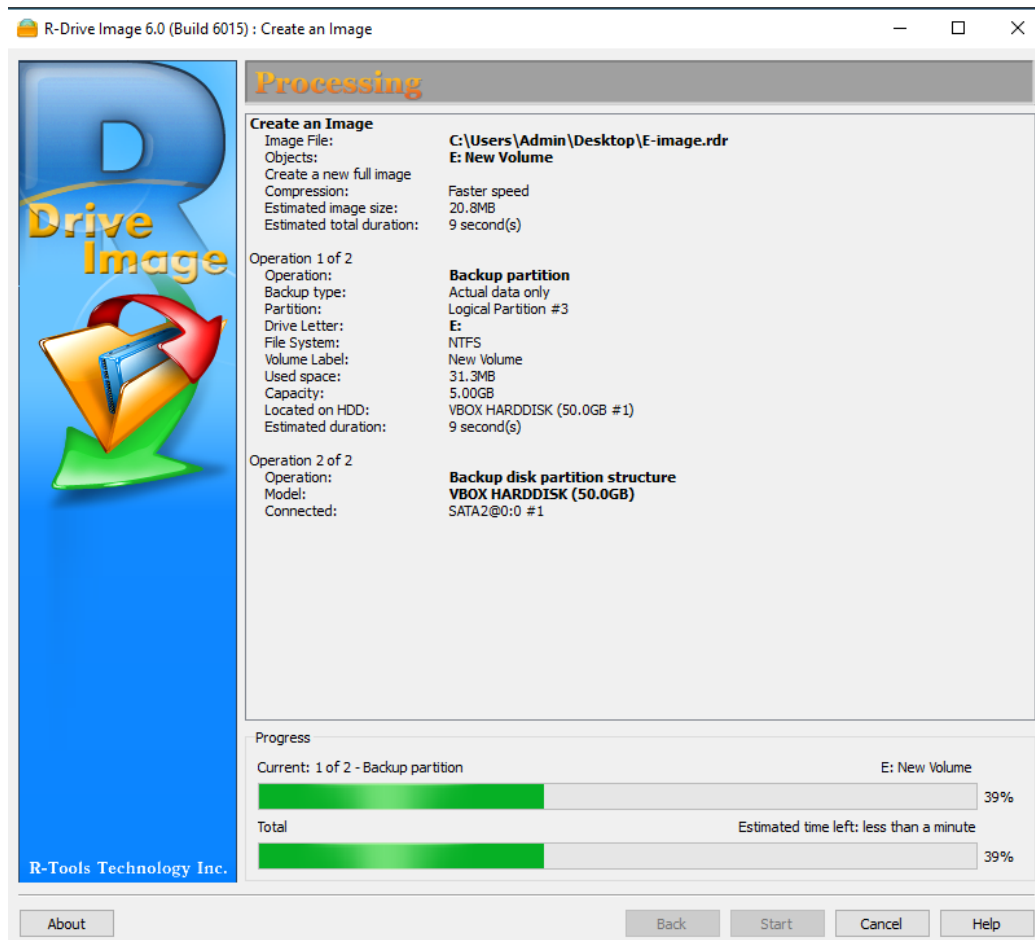 R-Drive Image 6.0 (Build 6015) : Create an Image
R
Drive
Image
R-Tools Technology Inc.
Processing
Create an Image
Image File: C:\Users\Admin\Desktop\E-image.rdr
Objects: E: New Volume
Create a new full image
Compression: Faster speed
Estimated image size: 20.8MB
Estimated total duration: 9 second(s)
Operation 1 of 2
Operation: Backup partition
Backup type: Actual data only
Partition: Logical Partition #3
Drive Letter: E:
File System: NTFS
Volume Label: New Volume
Used space: 31.3MB
Capacity: 5.00GB
Located on HDD: VBOX HARDDISK (50.0GB #1)
Estimated duration: 9 second(s)
Operation 2 of 2
Operation: Backup disk partition structure
Model: VBOX HARDDISK (50.0GB)
Connected: SATA2@0:0 #1
Progress
Current: 1 of 2 - Backup partition E: New Volume
39%
Total Estimated time left: less than a minute
39%
About Back Start Cancel Help